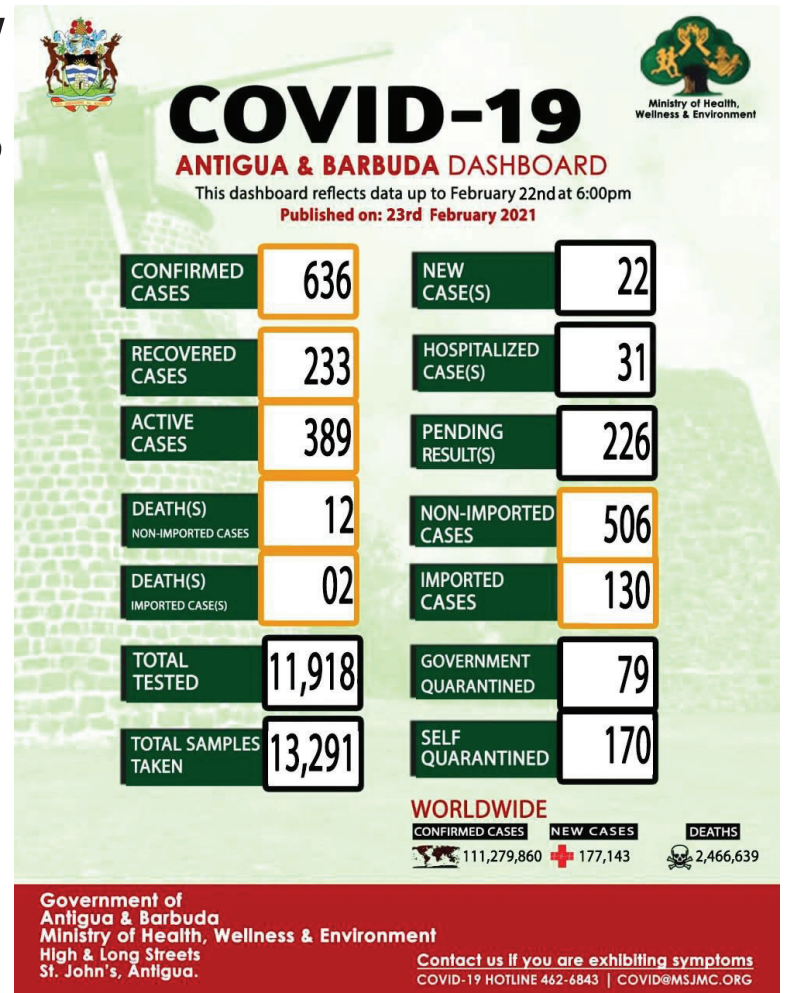 Ministry of Health,
Wellness & Environment
COVID-19
ANTIGUA & BARBUDA DASHBOARD
This dashboard reflects data up to February 22nd at 6:00pm
Published on: 23rd February 2021
CONFIRMED
CASES
636
RECOVERED
CASES
233
ACTIVE
CASES
389
DEATH(S)
NON-IMPORTED CASES
12
DEATH(S)
IMPORTED CASE(S)
02
TOTAL
TESTED
11,918
TOTAL SAMPLES
TAKEN
13,291
NEW
CASE(S)
22
HOSPITALIZED
CASE(S)
31
PENDING
RESULT(S)
226
NON-IMPORTED
CASES
506
IMPORTED
CASES
130
GOVERNMENT
QUARANTINED
79
SELF
QUARANTINED
170
WORLDWIDE
CONFIRMED CASES NEW CASES DEATHS
111,279,860 177,143 2,466,639
Government of
Antigua & Barbuda
Ministry of Health, Wellness & Environment
High & Long Streets
St. John's, Antigua.
Contact us if you are exhibiting symptoms
COVID-19 HOTLINE 462-6843 | COVID@MSJMC.ORG